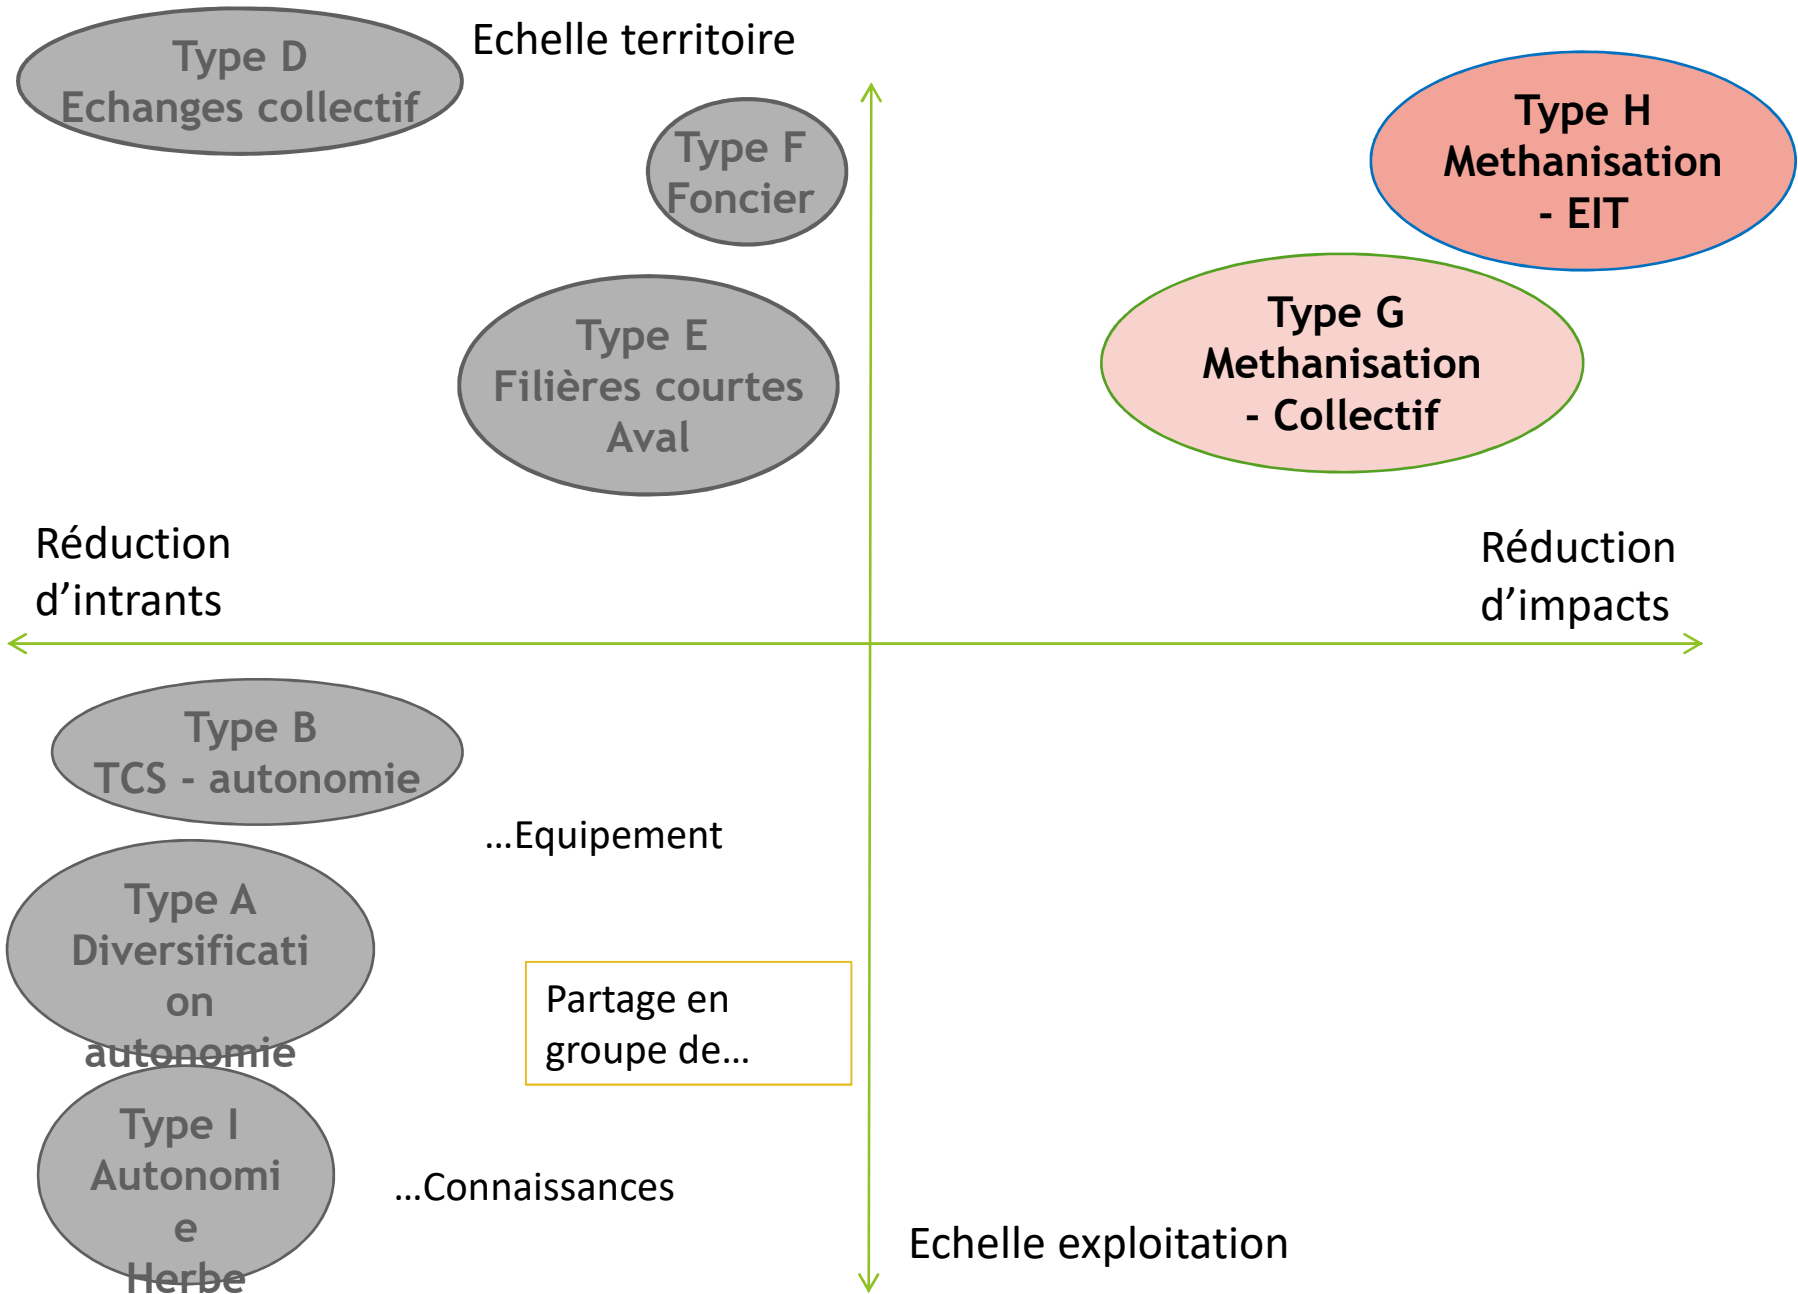 Type D
Echanges collectif
Echelle territoire
Type F
Foncier
Type H
Methanisation
- EIT
Type E
Filières courtes
Aval
Type G
Methanisation
- Collectif
Réduction
d’intrants
Réduction
d’impacts
Type B
TCS - autonomie
...Equipement
Type A
Diversificati
on
autonomie
Partage en
groupe de...
Type I
Autonomi
e
Herbe
...Connaissances
Echelle exploitation